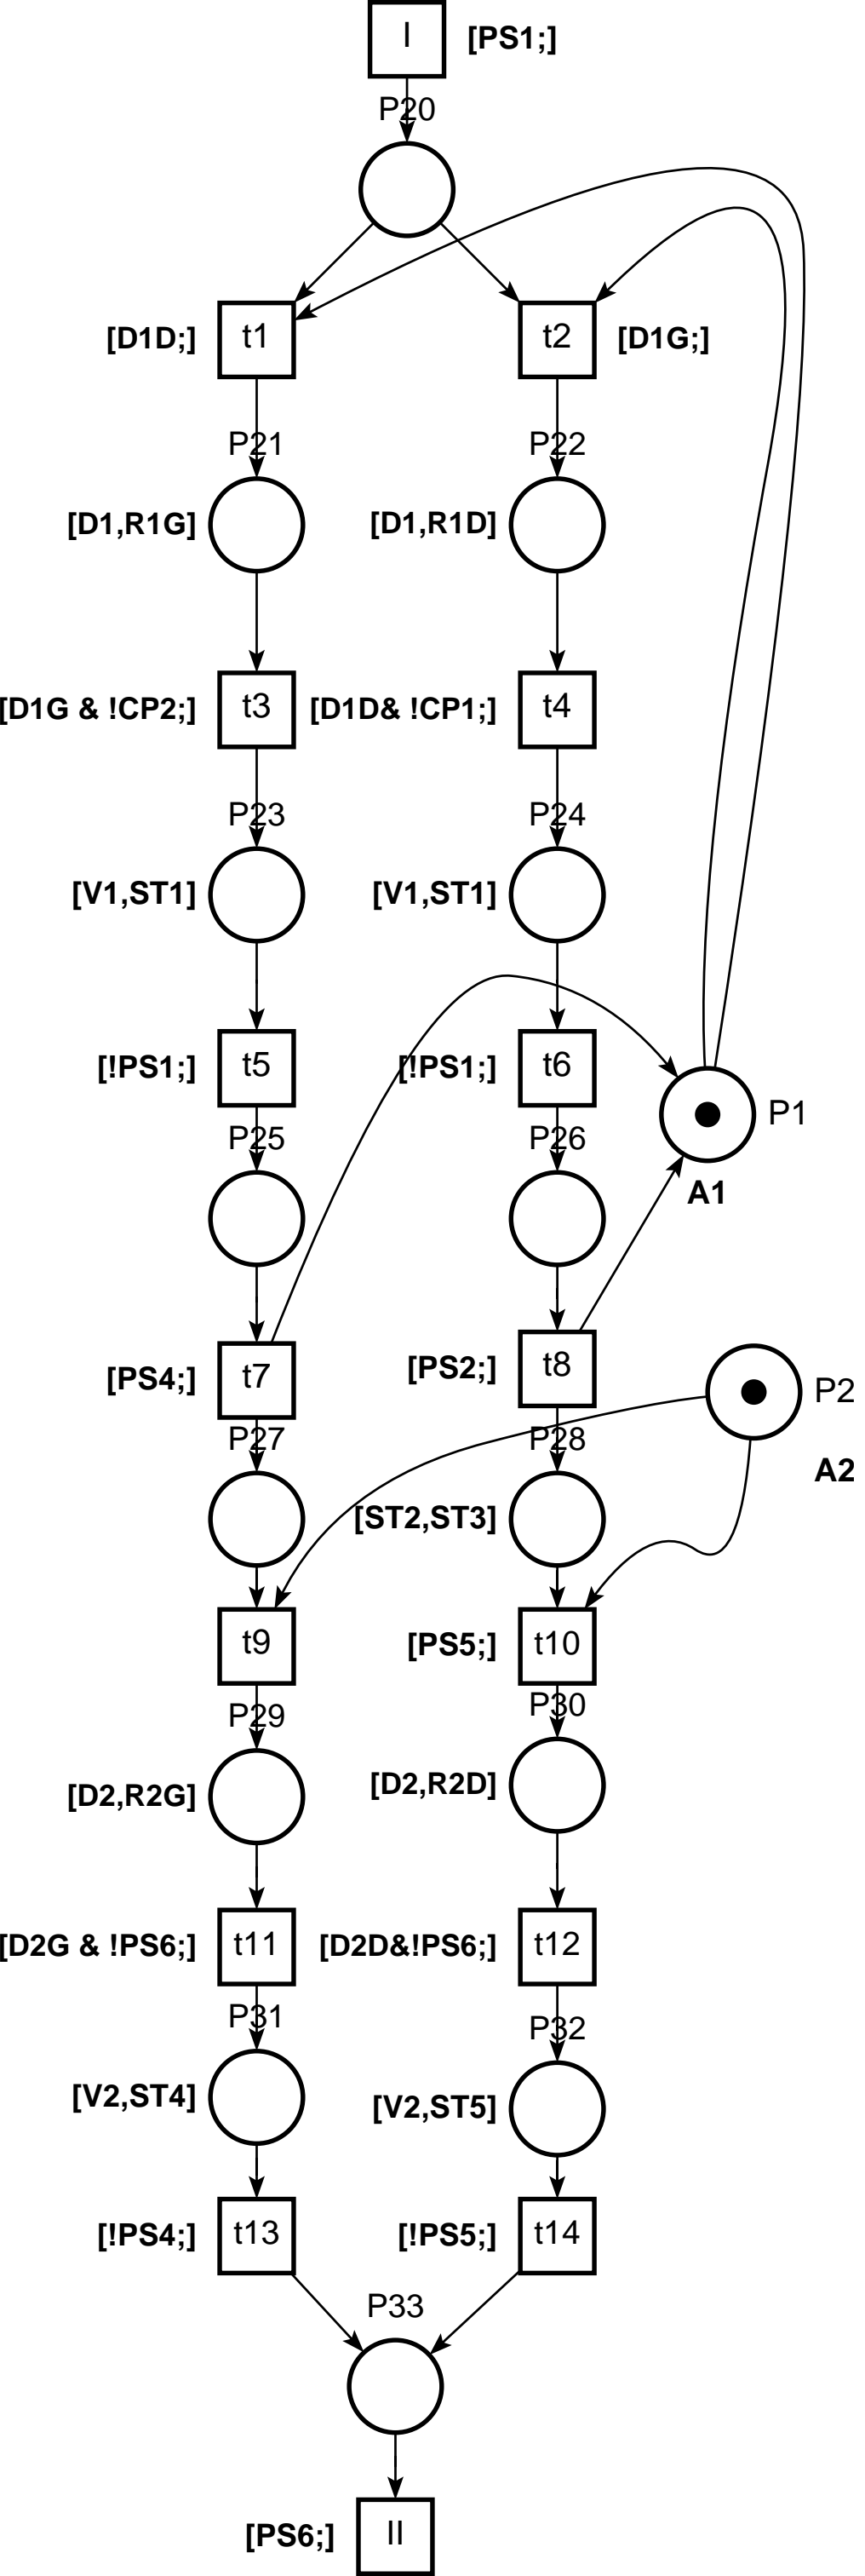 I [PS1;]
P20
[D1D;] t1 t2 [D1G;]
P21 P22
[D1,R1G] [D1,R1D]
[D1G & !CP2;] t3 [D1D& !CP1;] t4
P23 P24
[V1,ST1] [V1,ST1]
[!PS1;] t5 [!PS1;] t6
P1
P25 P26
A1
[PS4;] t7 [PS2;] t8
P2
P27 P28
A2
[ST2,ST3]
t9 [PS5;] t10
P29 P30
[D2,R2G] [D2,R2D]
[D2G & !PS6;] t11 [D2D&!PS6;] t12
P31 P32
[V2,ST4] [V2,ST5]
[!PS4;] t13 [!PS5;] t14
P33
[PS6;] II